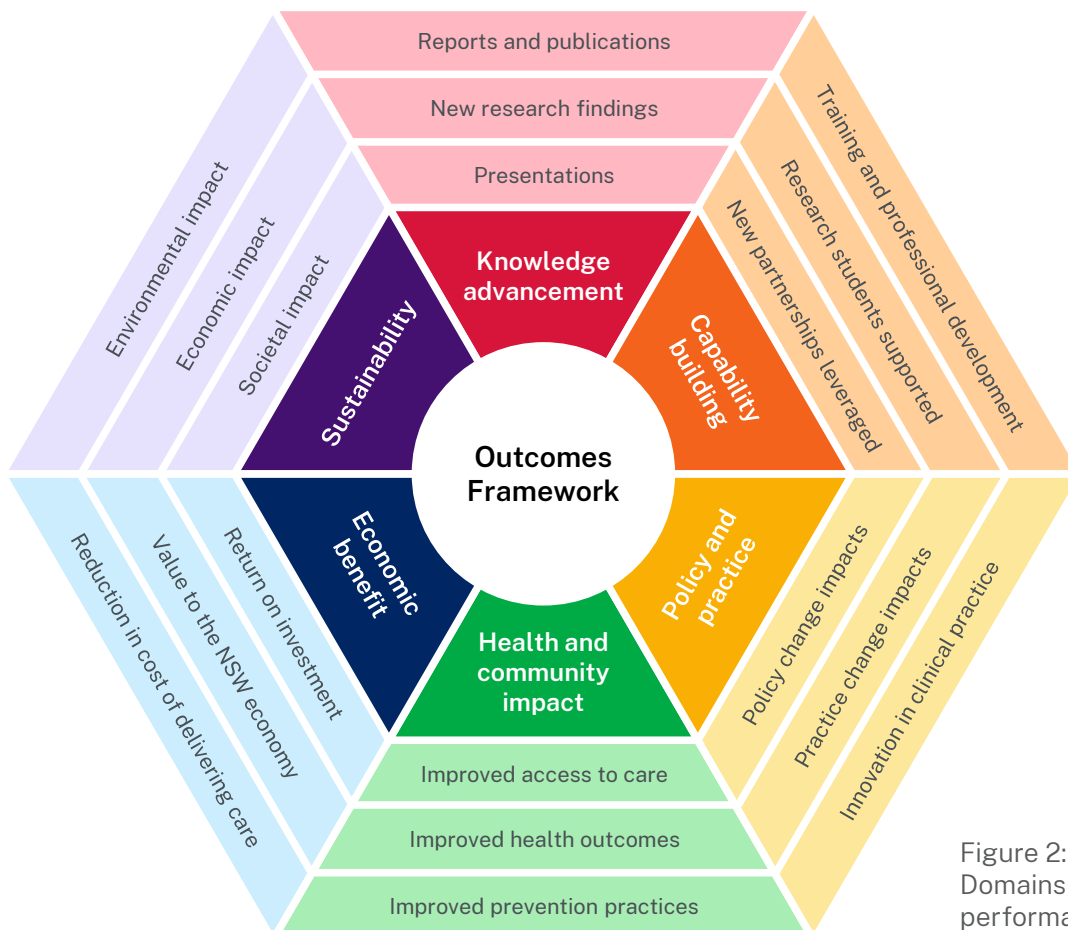 Reports and publications
New research findings
Presentations
Knowledge
advancement
Training and professional development
Research students supported
New partnerships leveraged
Capability
building
Environmental impact
Economic impact
Societal impact
Sustainability
Outcomes
Framework
Economic
benefit
Return on investment
Value to the NSW economy
Reduction in cost of delivering care
Policy and
practice
Policy change impacts
Practice change impacts
Innovation in clinical practice
Health and
community
impact
Improved access to care
Improved health outcomes
Improved prevention practices
Figure 2:
Domains
performa